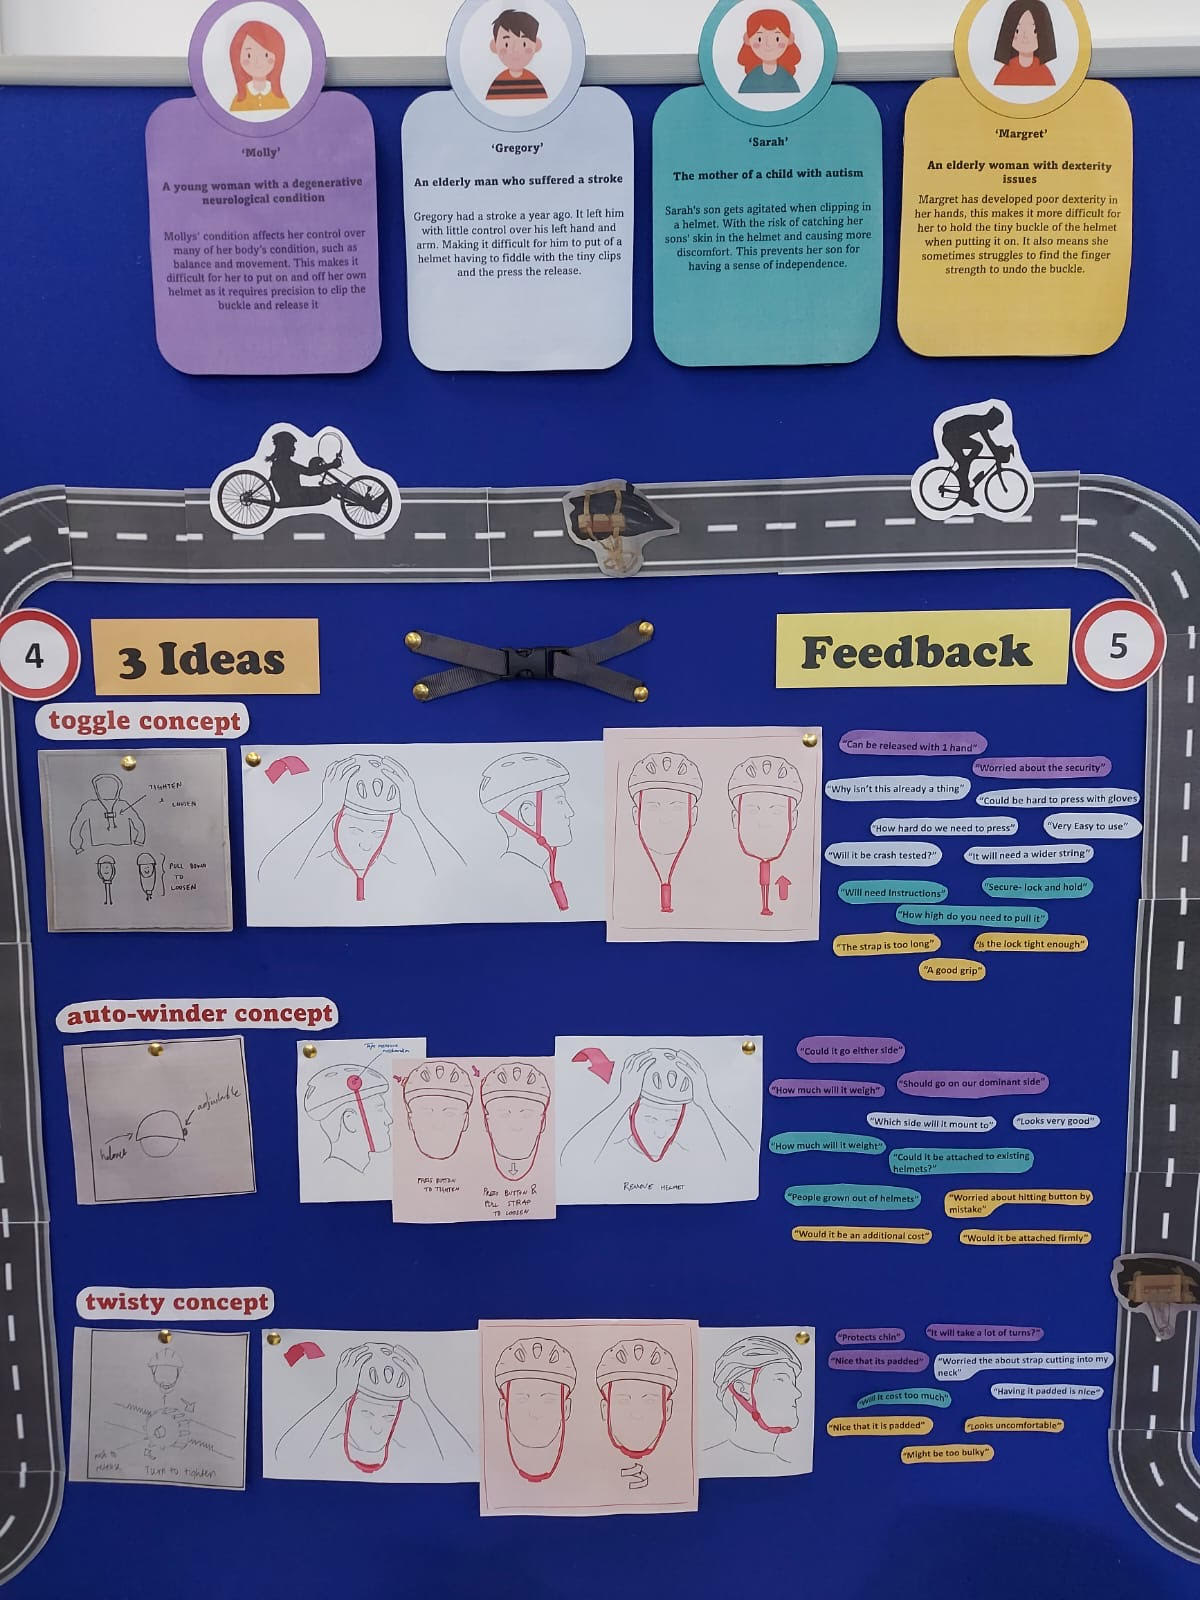 ‘Molly’
A young woman with a degenerative
neurological condition
Mollys’ condition affects her control over
many of her body’s condition, such as
balance and movement. This makes it
difficult for her to put on and off her own
helmet as it requires precision to clip the
buckle and release it
‘Gregory’
An elderly man who suffered a stroke
Gregory had a stroke a year ago. It left him
with little control over his left hand and
arm. Making it difficult for him to put of a
helmet having to fiddle with the tiny clips
and the press the release.
‘Sarah’
The mother of a child with autism
Sarah's son gets agitated when clipping in
a helmet. With the risk of catching her
sons’ skin in the helmet and causing more
discomfort. This prevents her son for
having a sense of independence.
‘Margret’
An elderly woman with dexterity
issues
Margret has developed poor dexterity in
her hands, this makes it more difficult for
her to hold the tiny buckle of the helmet
when putting it on. It also means she
sometimes struggles to find the finger
strength to undo the buckle.
4
3 Ideas
Feedback
5
toggle concept
TIGHTEN
&
LOOSEN
PULL DOWN
TO
LOOSEN
“Can be released with 1 hand”
“Worried about the security”
“Why isn't this already a thing”
“Could be hard to press with gloves
“How hard do we need to press”
“Very Easy to use”
“Will it be crash tested?”
“It will need a wider string”
“Will need Instructions”
“Secure- lock and hold”
“How high do you need to pull it”
“The strap is too long”
“Is the lock tight enough”
“A good grip”
auto-winder concept
adjustable
helmet
Tape measure
mechanism
PRESS BUTTON
TO TIGHTEN
PRESS BUTTON &
PULL STRAP
TO LOOSEN
REMOVE HELMET
“Could it go either side”
“How much will it weigh”
“Should go on our dominant side”
“Which side will it mount to”
“Looks very good”
“How much will it weight”
“Could it be attached to existing
helmets?”
“People grown out of helmets”
“Worried about hitting button by
mistake”
“Would it be an additional cost”
“Would it be attached firmly”
twisty concept
push to
release
Turn to tighten
“Protects chin”
“It will take a lot of turns?”
“Nice that its padded”
“Worried the about strap cutting into my
neck”
“Will it cost too much”
“Having it padded is nice”
“Nice that it is padded”
“Looks uncomfortable”
“Might be too bulky”